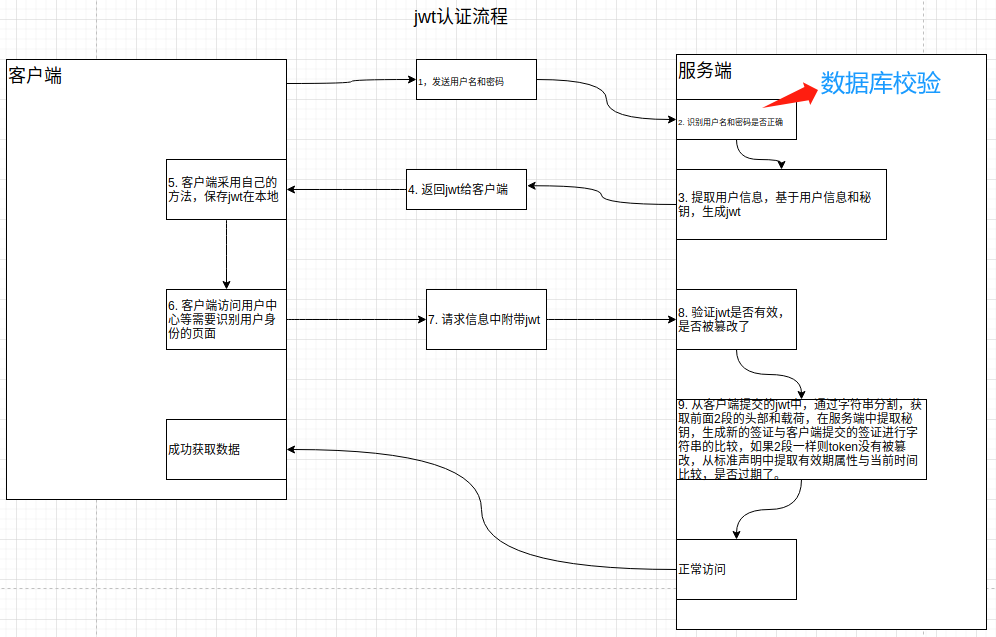 jwt认证流程
客户端
服务端
数据库校验
1，发送用户名和密码
2. 识别用户名和密码是否正确
3. 提取用户信息，基于用户信息和秘
钥，生成jwt
4. 返回jwt给客户端
5. 客户端采用自己的
方法，保存jwt在本地
6. 客户端访问用户中
心等需要识别用户身
份的页面
7. 请求信息中附带jwt
8. 验证jwt是否有效，
是否被篡改了
9. 从客户端提交的jwt中，通过字符串分割，获
取前面2段的头部和载荷，在服务端中提取秘
钥，生成新的签证与客户端提交的签证进行字
符串的比较，如果2段一样则token没有被篡
改，从标准声明中提取有效期属性与当前时间
比较，是否过期了。
成功获取数据
正常访问